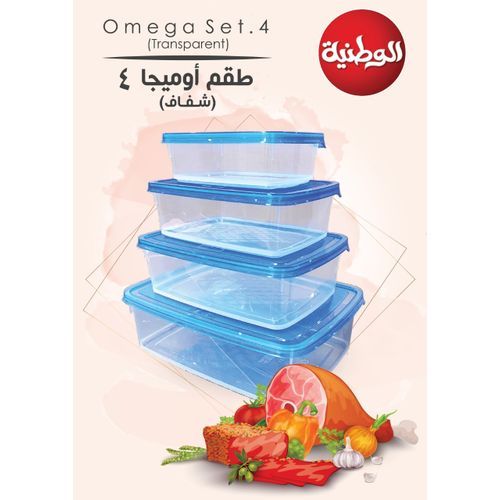 Omega Set.4
(Transparent)
الوطنية
طقم أوميجا ٤
(شفاف)